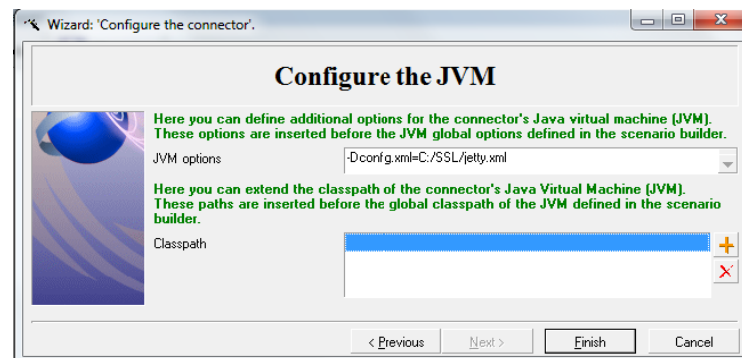 Wizard: 'Configure the connector'.
Configure the JVM
Here you can define additional options for the connector's Java virtual machine (JVM).
These options are inserted before the JVM global options defined in the scenario builder.
JVM options
-Dconfg.xml=C:/SSL/jetty.xml
Here you can extend the classpath of the connector's Java Virtual Machine (JVM).
These paths are inserted before the global classpath of the JVM defined in the scenario
builder.
Classpath
< Previous
Next >
Finish
Cancel